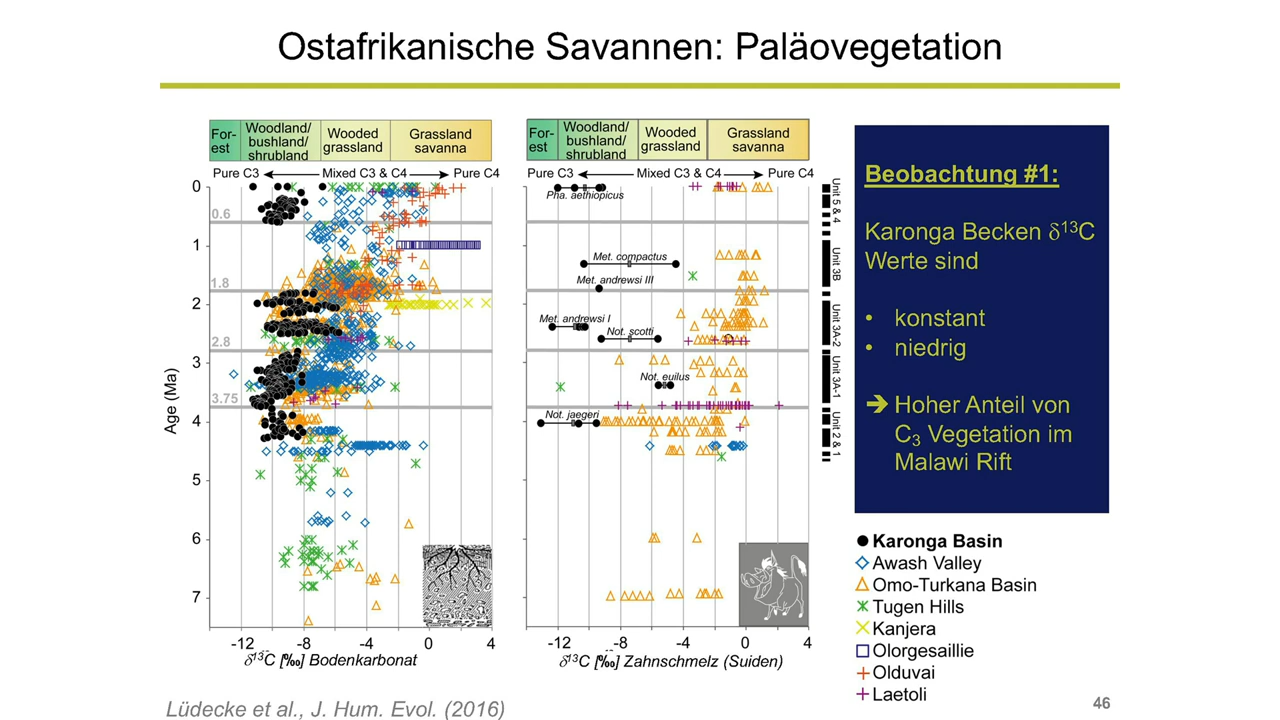 Ostafrikanische Savannen: Paläovegetation
For-
est
Woodland/
bushland/
shrubland
Wooded
grassland
Grassland
savanna
Pure C3
Mixed C3 & C4
Pure C4
0
1
2
3
4
5
6
7
0.6
1.8
2.8
3.75
Age (Ma)
-12
-8
-4
0
4
δ13C [‰] Bodenkarbonat
For-
est
Woodland/
bushland/
shrubland
Wooded
grassland
Grassland
savanna
Pure C3
Mixed C3 & C4
Pure C4
Pha. aethiopicus
Met. compactus
Met. andrewsi III
Met. andrewsi I
Not. scotti
Not. euilus
Not. jaegeri
-12
-8
-4
0
4
δ13C [‰] Zahnschmelz (Suiden)
Unit 5 & 4
Unit 3B
Unit 3A-2
Unit 3A-1
Unit 2 & 1
Beobachtung #1:
Karonga Becken δ13C
Werte sind
• konstant
• niedrig
➔ Hoher Anteil von
C3 Vegetation im
Malawi Rift
Karonga Basin
Awash Valley
Omo-Turkana Basin
Tugen Hills
Kanjera
Olorgesaillie
Olduvai
Laetoli
Lüdecke et al., J. Hum. Evol. (2016)
46